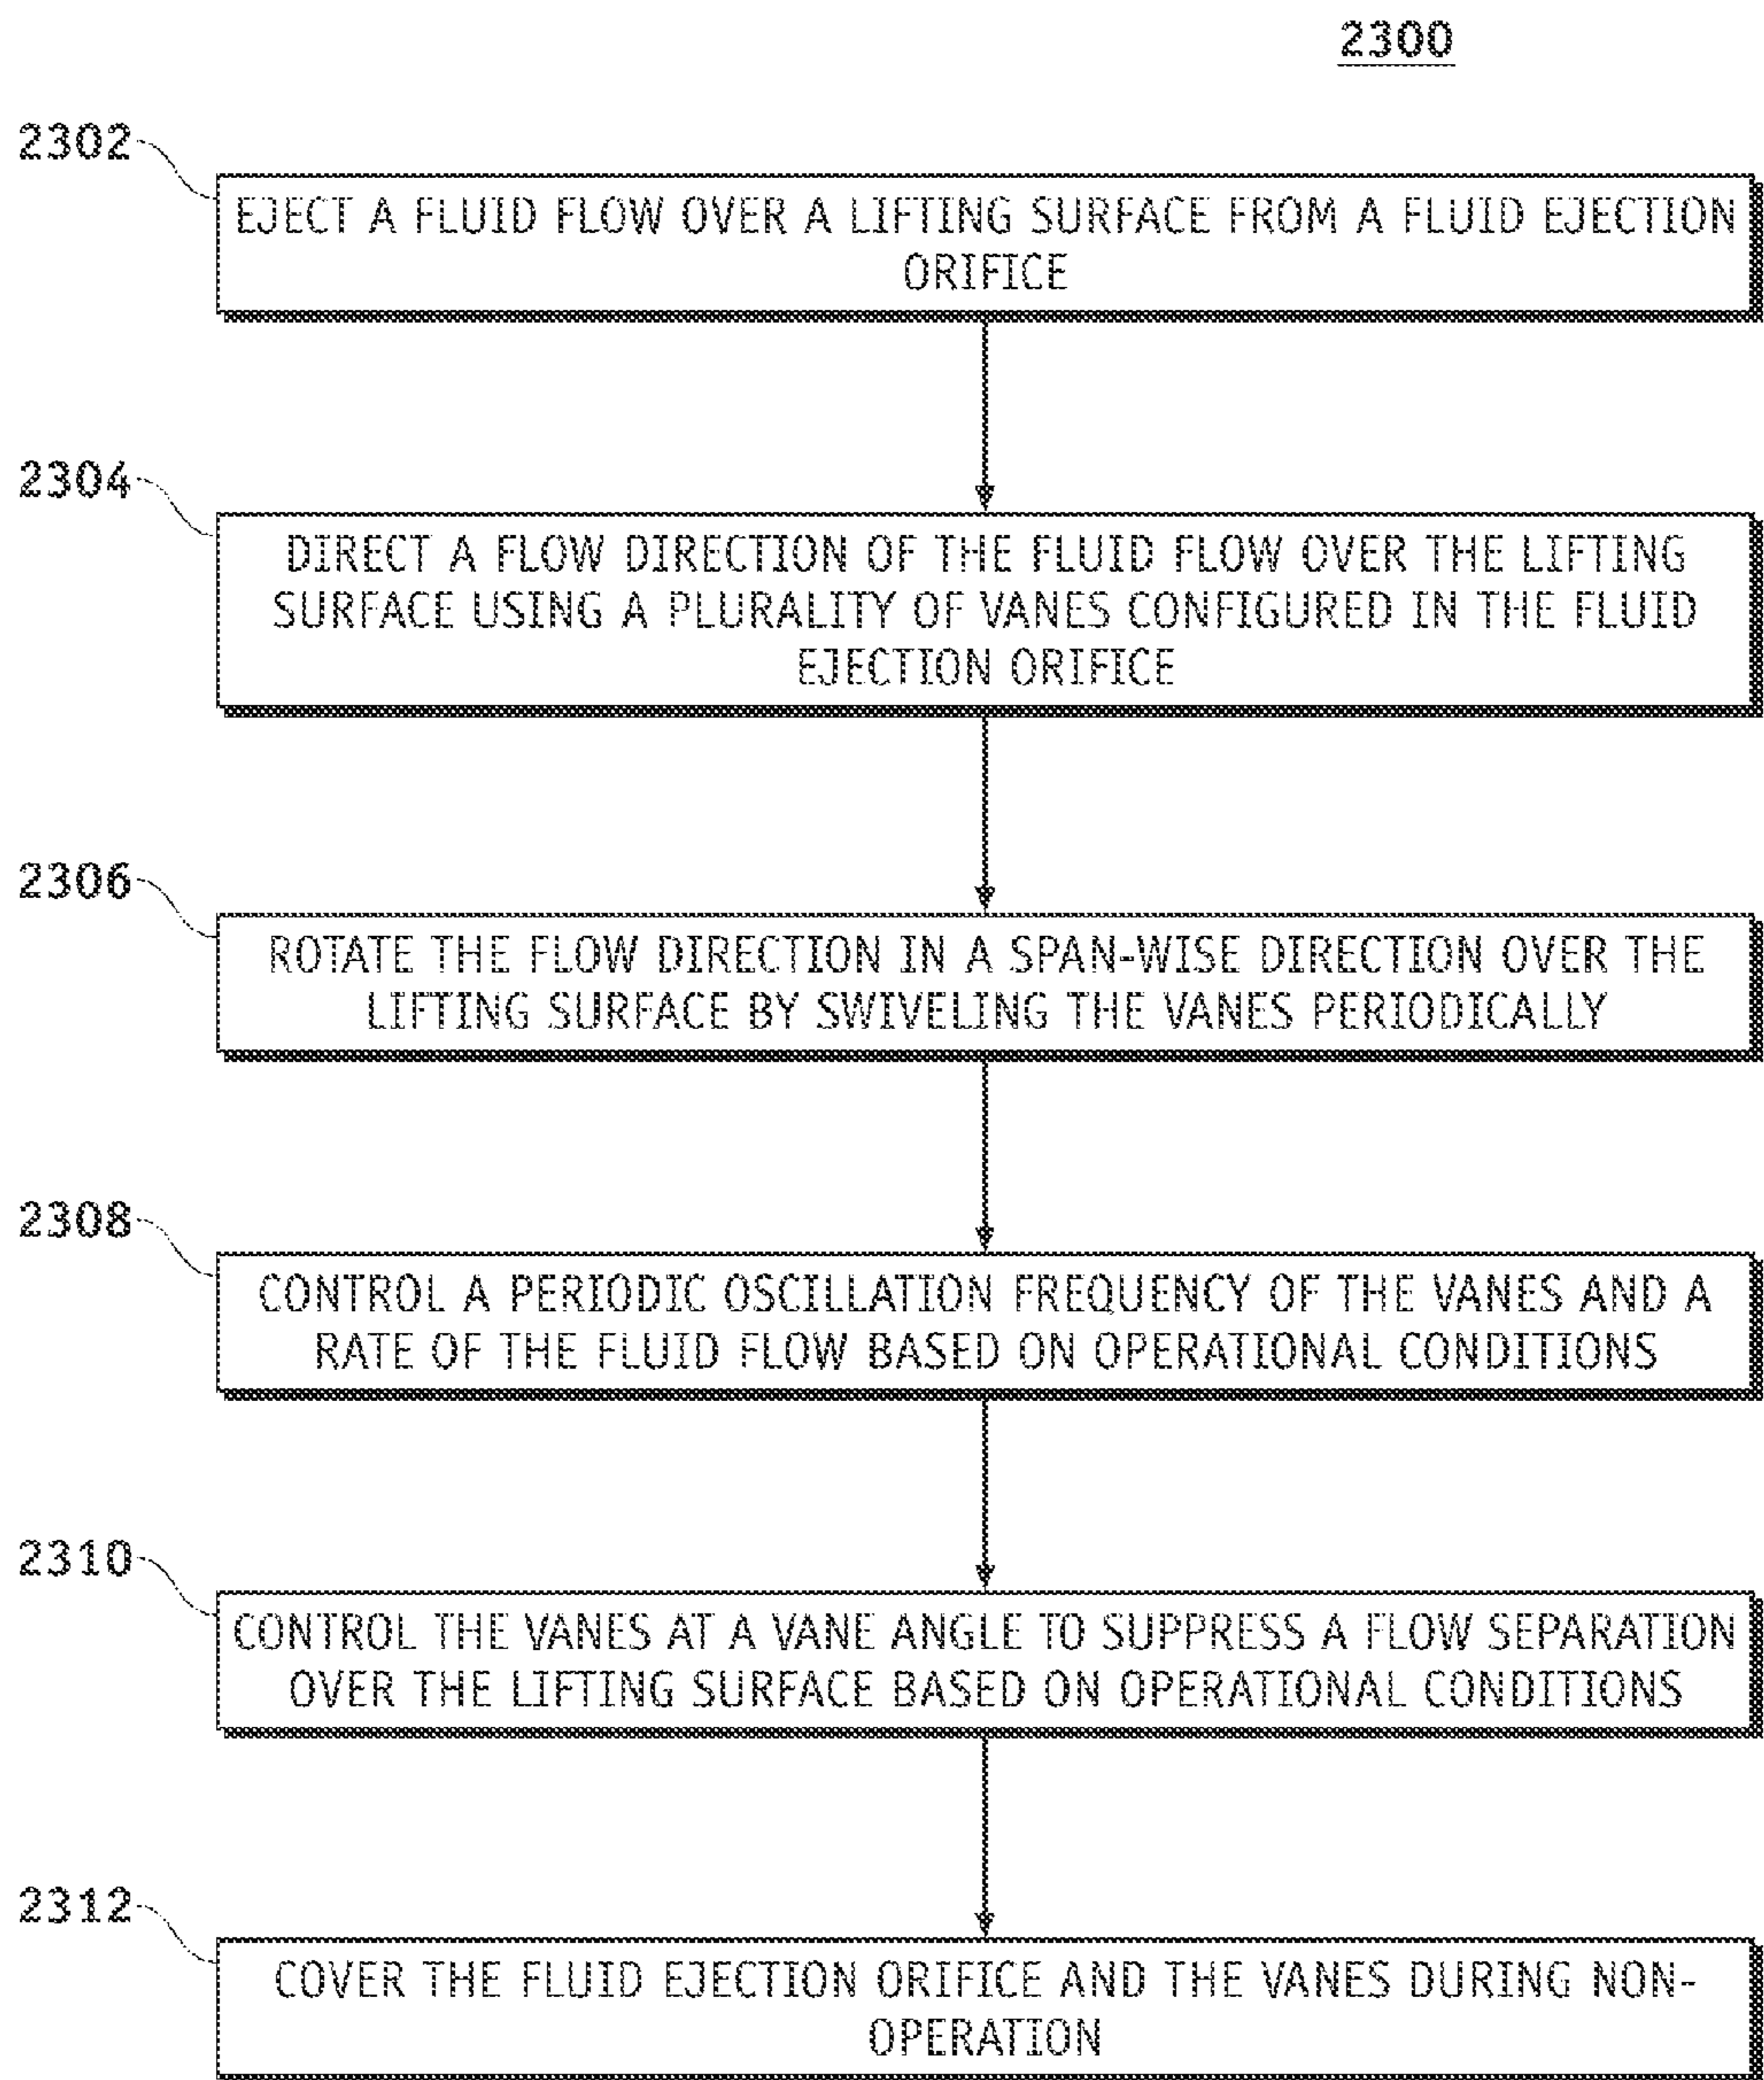 2300
2302
EJECT A FLUID FLOW OVER A LIFTING SURFACE FROM A FLUID EJECTION
ORIFICE
2304
DIRECT A FLOW DIRECTION OF THE FLUID FLOW OVER THE LIFTING
SURFACE USING A PLURALITY OF VANES CONFIGURED IN THE FLUID
EJECTION ORIFICE
2306
ROTATE THE FLOW DIRECTION IN A SPAN-WISE DIRECTION OVER THE
LIFTING SURFACE BY SWIVELING THE VANES PERIODICALLY
2308
CONTROL A PERIODIC OSCILLATION FREQUENCY OF THE VANES AND A
RATE OF THE FLUID FLOW BASED ON OPERATIONAL CONDITIONS
2310
CONTROL THE VANES AT A VANE ANGLE TO SUPPRESS A FLOW SEPARATION
OVER THE LIFTING SURFACE BASED ON OPERATIONAL CONDITIONS
2312
COVER THE FLUID EJECTION ORIFICE AND THE VANES DURING NON-
OPERATION